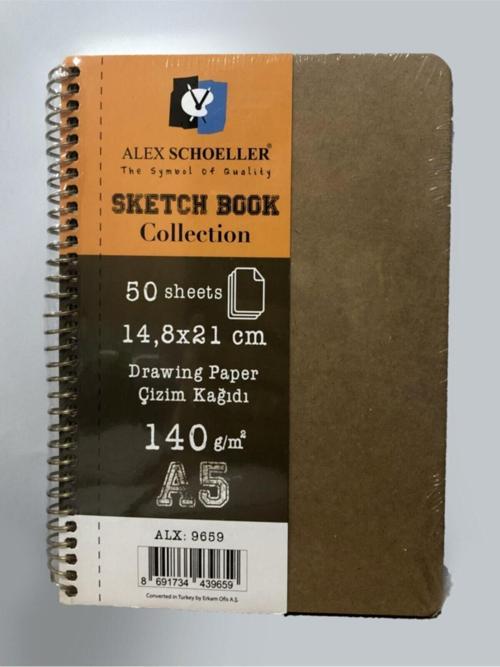 ALEX SCHOELLER®
The Symbol Of Quality
SKETCH BOOK
Collection
50 sheets
14,8x21 cm
Drawing Paper
Çizim Kağıdı
140 g/m²
A5
ALX: 9659
8 691734 439659
Converted in Turkey by Erkam Ofis A.Ş.